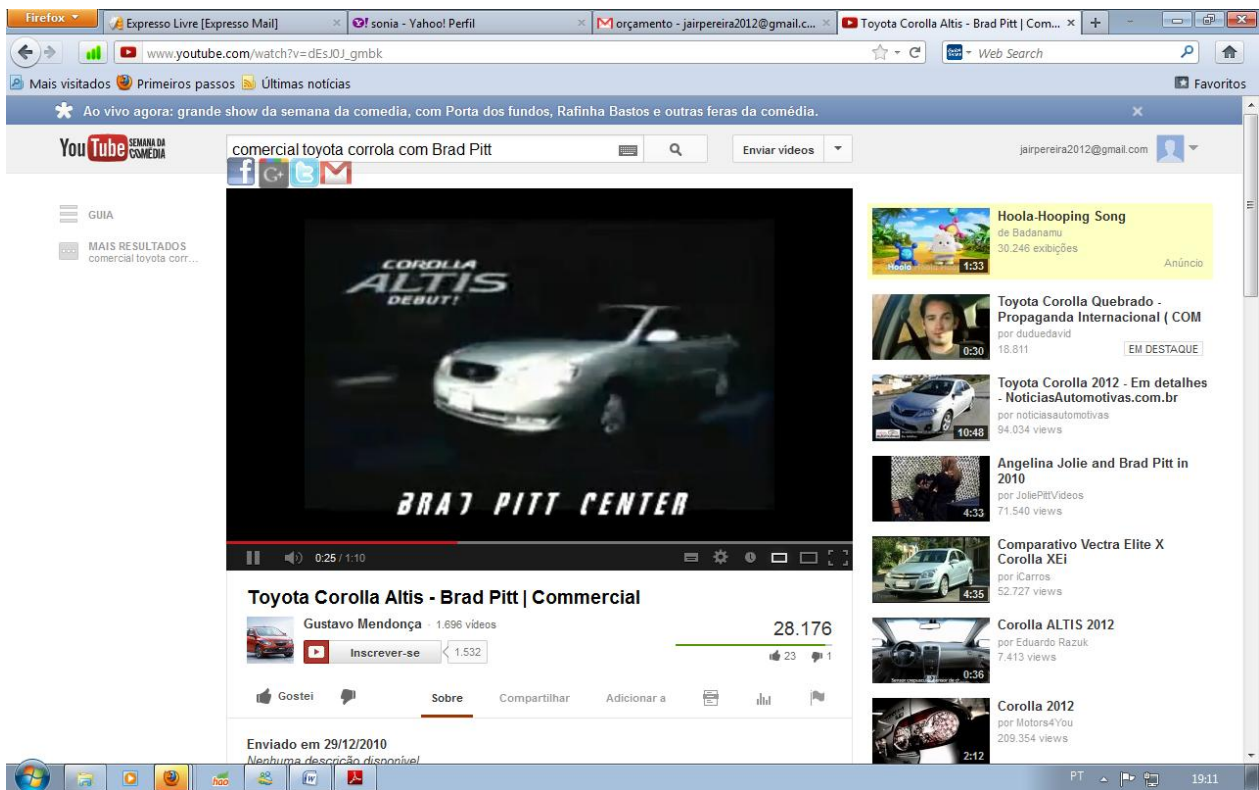 Firefox
Expresso Livre [Expresso Mail]
sonia - Yahoo! Perfil
orçamento - jairpereira2012@gmail.c...
Toyota Corolla Altis - Brad Pitt | Com...
www.youtube.com/watch?v=dEsJ0J_gmbk
Web Search
Mais visitados
Primeiros passos
Últimas notícias
Favoritos
Ao vivo agora: grande show da semana da comedia, com Porta dos fundos, Rafinha Bastos e outras feras da comédia.
You Tube SEMANA DA COMÉDIA
comercial toyota corrola com Brad Pitt
Enviar vídeos
jairpereira2012@gmail.com
GUIA
MAIS RESULTADOS
comercial toyota corr...
COROLLA
ALTIS
DEBUT!
BRAD PITT CENTER
0:25 / 1:10
Toyota Corolla Altis - Brad Pitt | Commercial
Gustavo Mendonça · 1.696 vídeos
Inscrever-se
1.532
28.176
23
1
Gostei
Sobre
Compartilhar
Adicionar a
Enviado em 29/12/2010
Nenhuma descrição disponível
Hoola-Hooping Song
de Badanamu
30.246 exibições
Anúncio
1:33
Toyota Corolla Quebrado -
Propaganda Internacional ( COM
por duduedavid
18.811
EM DESTAQUE
0:30
Toyota Corolla 2012 - Em detalhes
- NoticiasAutomotivas.com.br
por noticiasautomotivas
94.034 views
10:48
Angelina Jolie and Brad Pitt in
2010
por JoliePittVideos
71.540 views
4:33
Comparativo Vectra Elite X
Corolla XEi
por iCarros
52.727 views
4:35
Corolla ALTIS 2012
por Eduardo Razuk
7.413 views
0:36
Corolla 2012
por Motors4You
209.354 views
2:12
PT
19:11